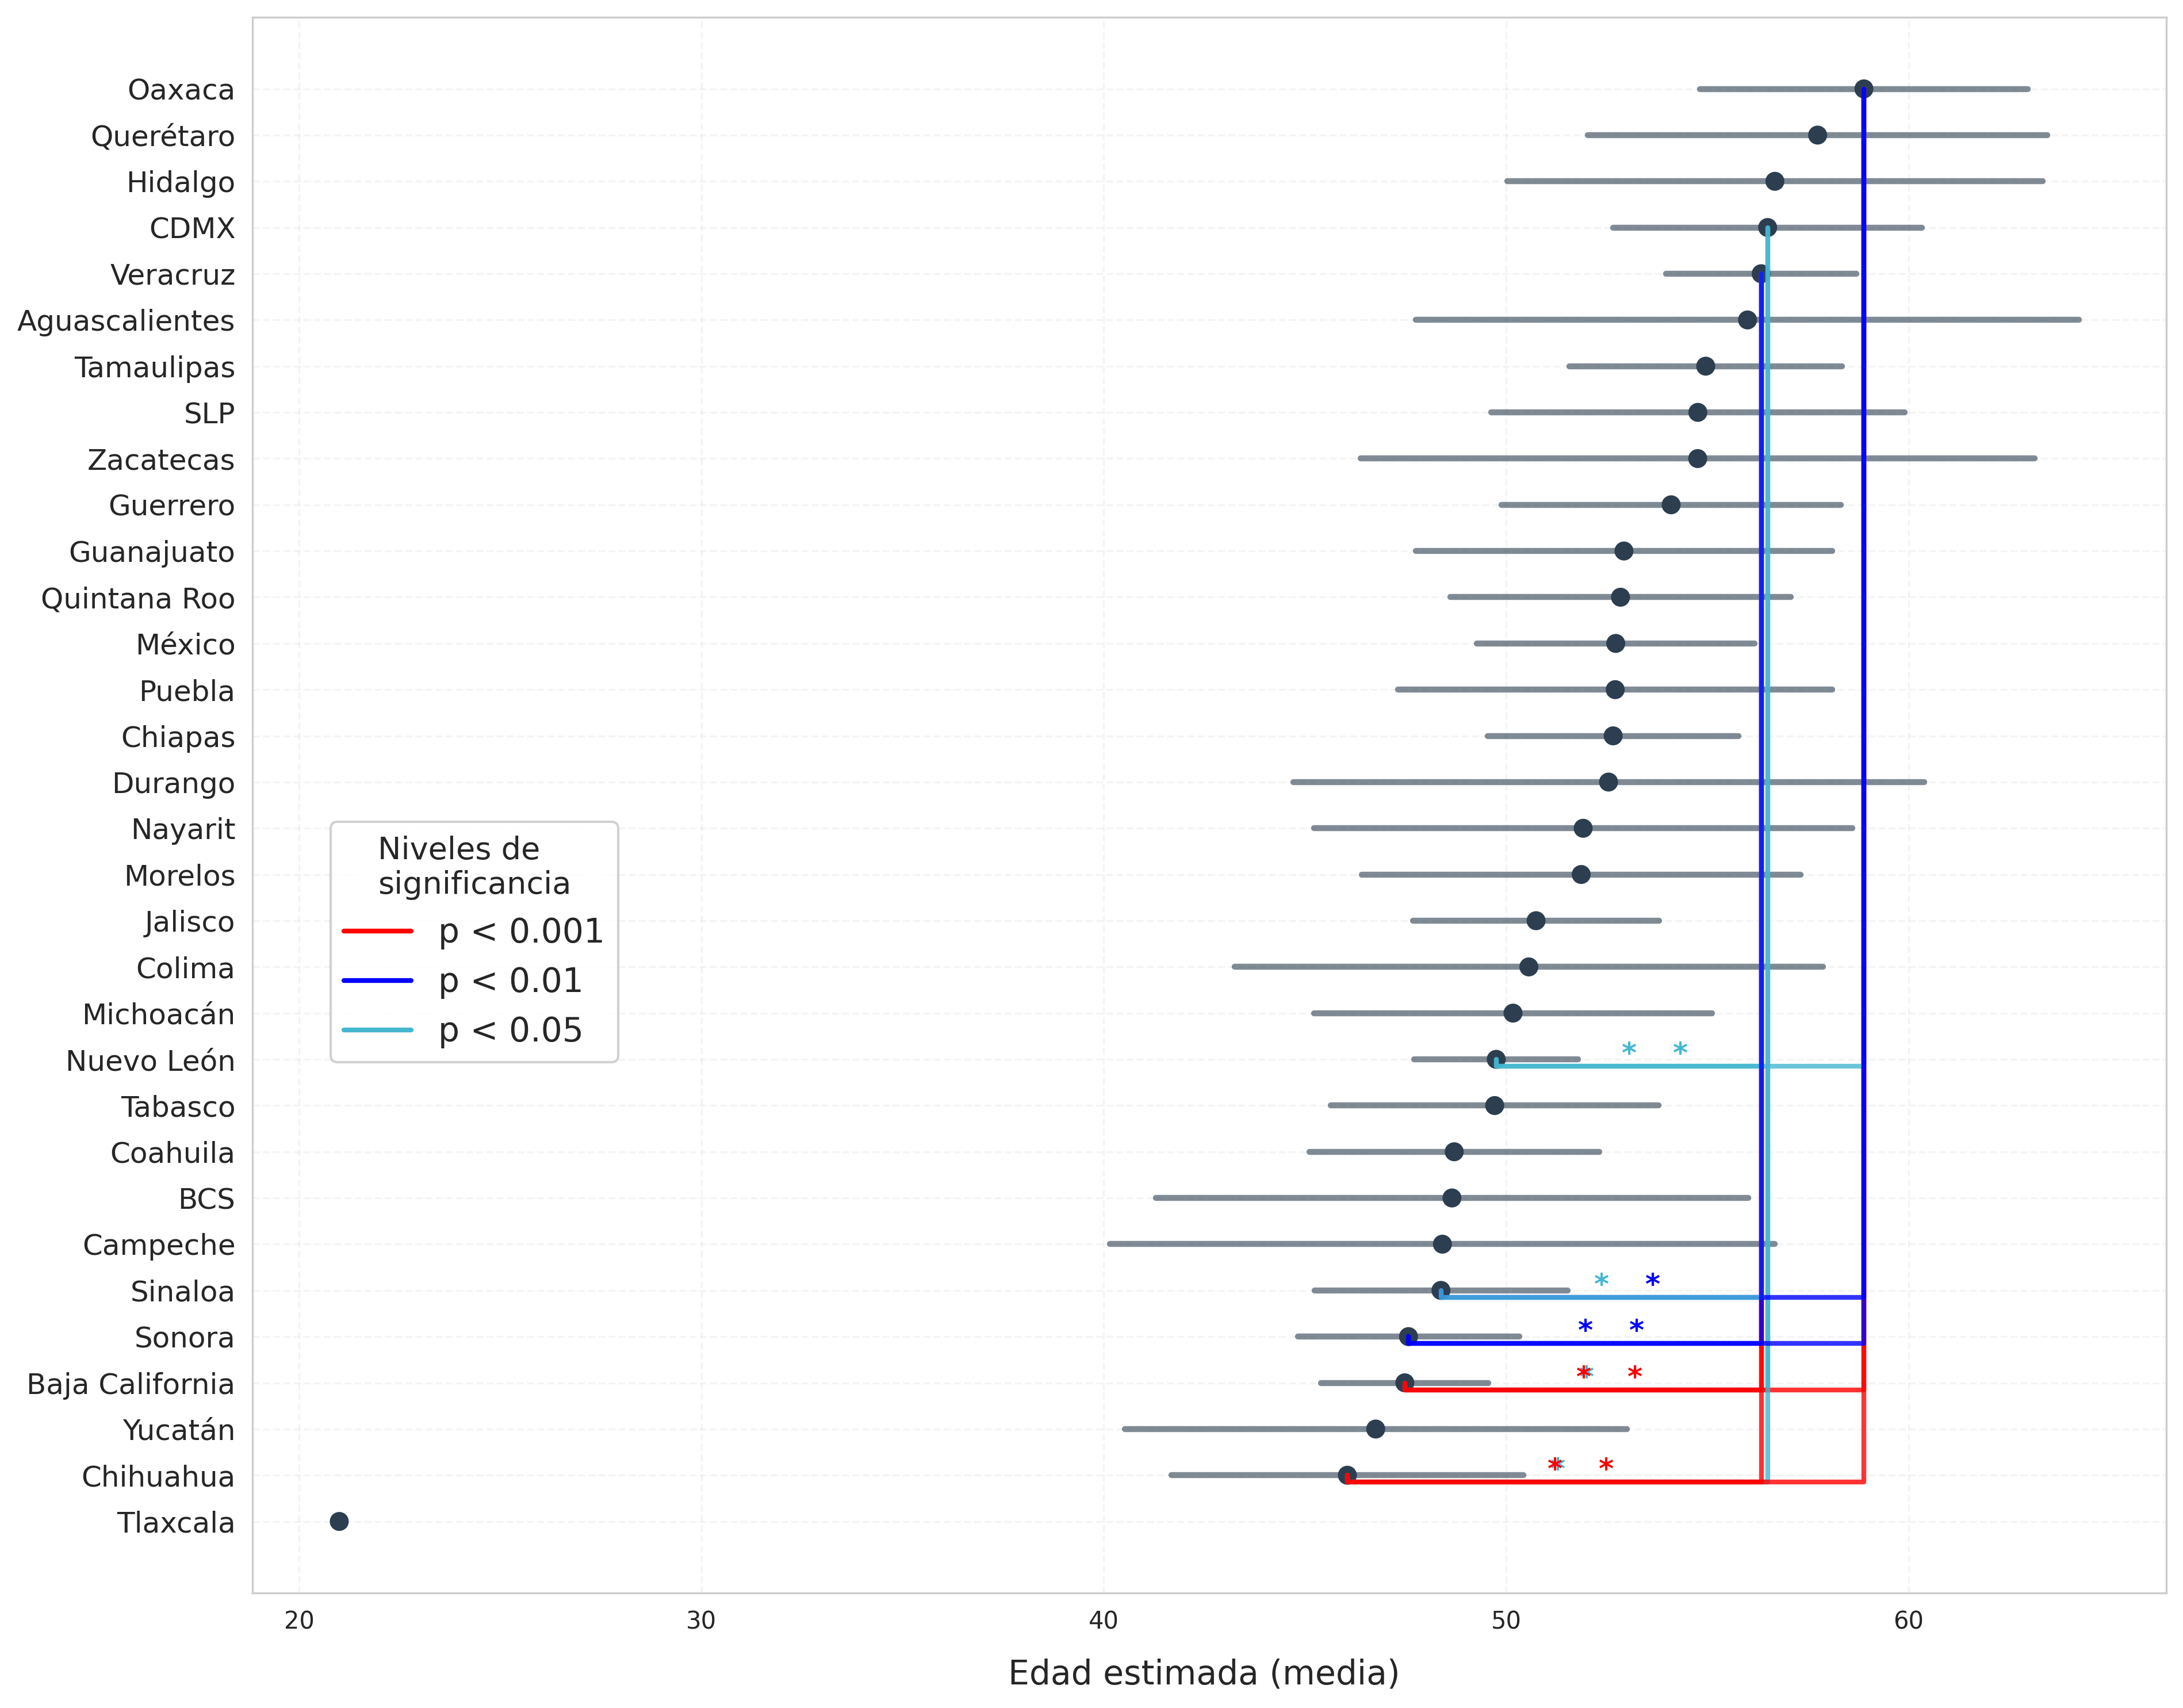 Oaxaca
Querétaro
Hidalgo
CDMX
Veracruz
Aguascalientes
Tamaulipas
SLP
Zacatecas
Guerrero
Guanajuato
Quintana Roo
México
Puebla
Chiapas
Durango
Nayarit
Morelos
Jalisco
Colima
Michoacán
Nuevo León
* *
Tabasco
Coahuila
BCS
Campeche
Sinaloa
* *
Sonora
* *
Baja California
* * *
Yucatán
Chihuahua
* * *
Tlaxcala
Niveles de
significancia
p < 0.001
p < 0.01
p < 0.05
20 30 40 50 60
Edad estimada (media)